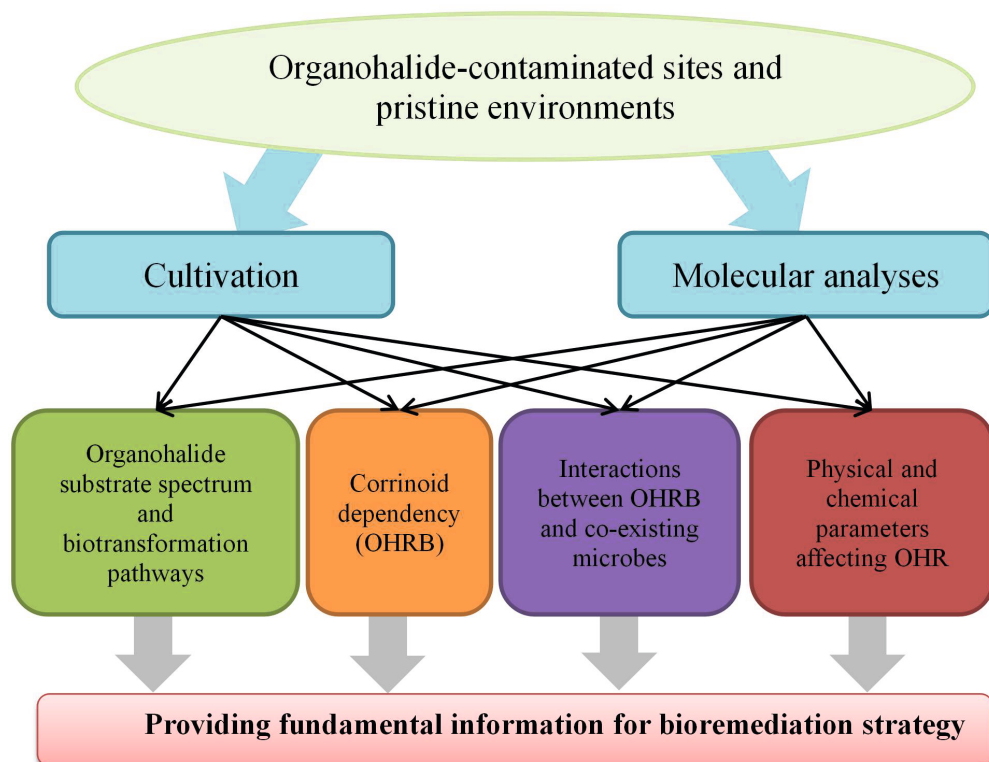 Organohalide-contaminated sites and
pristine environments
Cultivation
Molecular analyses
Organohalide
substrate spectrum
and
biotransformation
pathways
Corrinoid
dependency
(OHRB)
Interactions
between OHRB
and co-existing
microbes
Physical and
chemical
parameters
affecting OHR
Providing fundamental information for bioremediation strategy